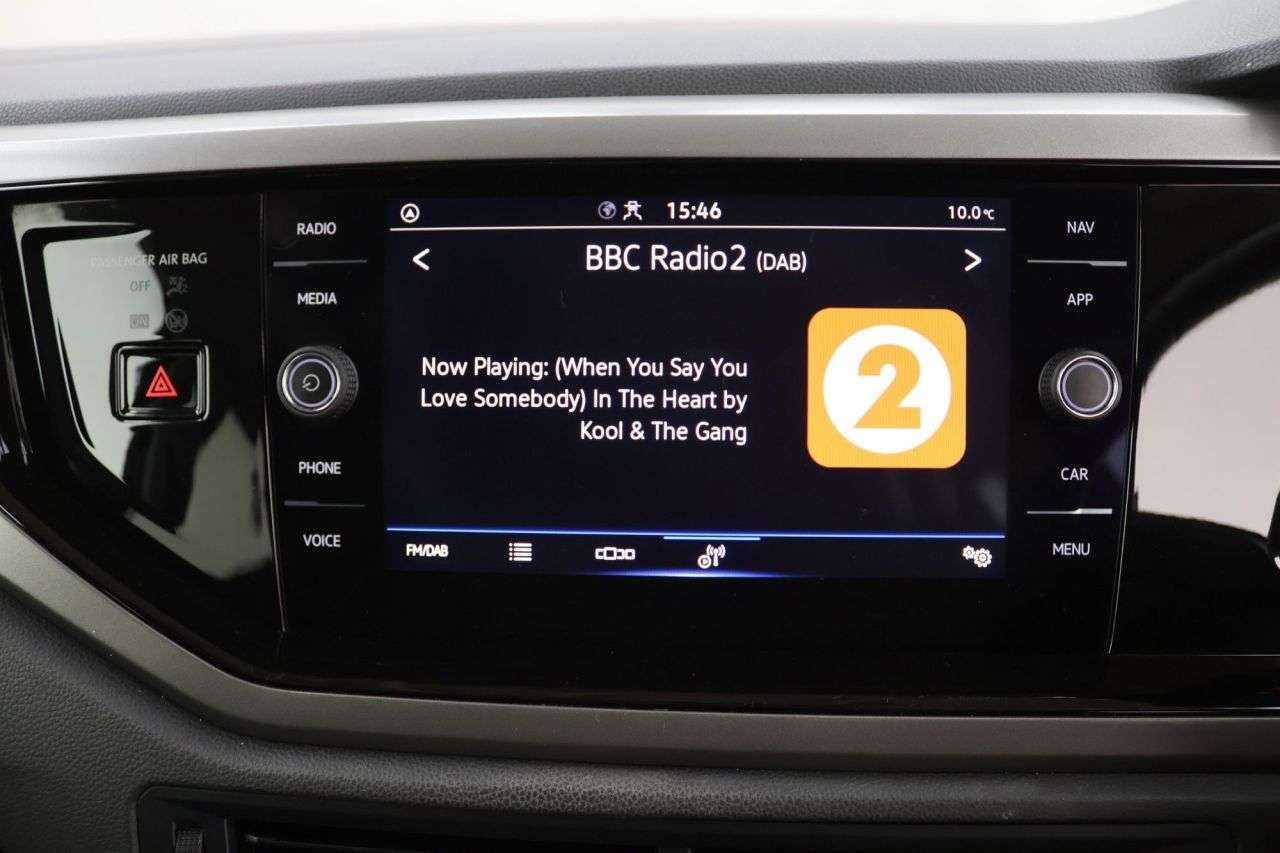 PASSENGER AIR BAG
OFF
ON
RADIO
MEDIA
PHONE
VOICE
15:46
10.0°C
< BBC Radio2 (DAB) >
Now Playing: (When You Say You
Love Somebody) In The Heart by
Kool & The Gang
2
FM/DAB
NAV
APP
CAR
MENU